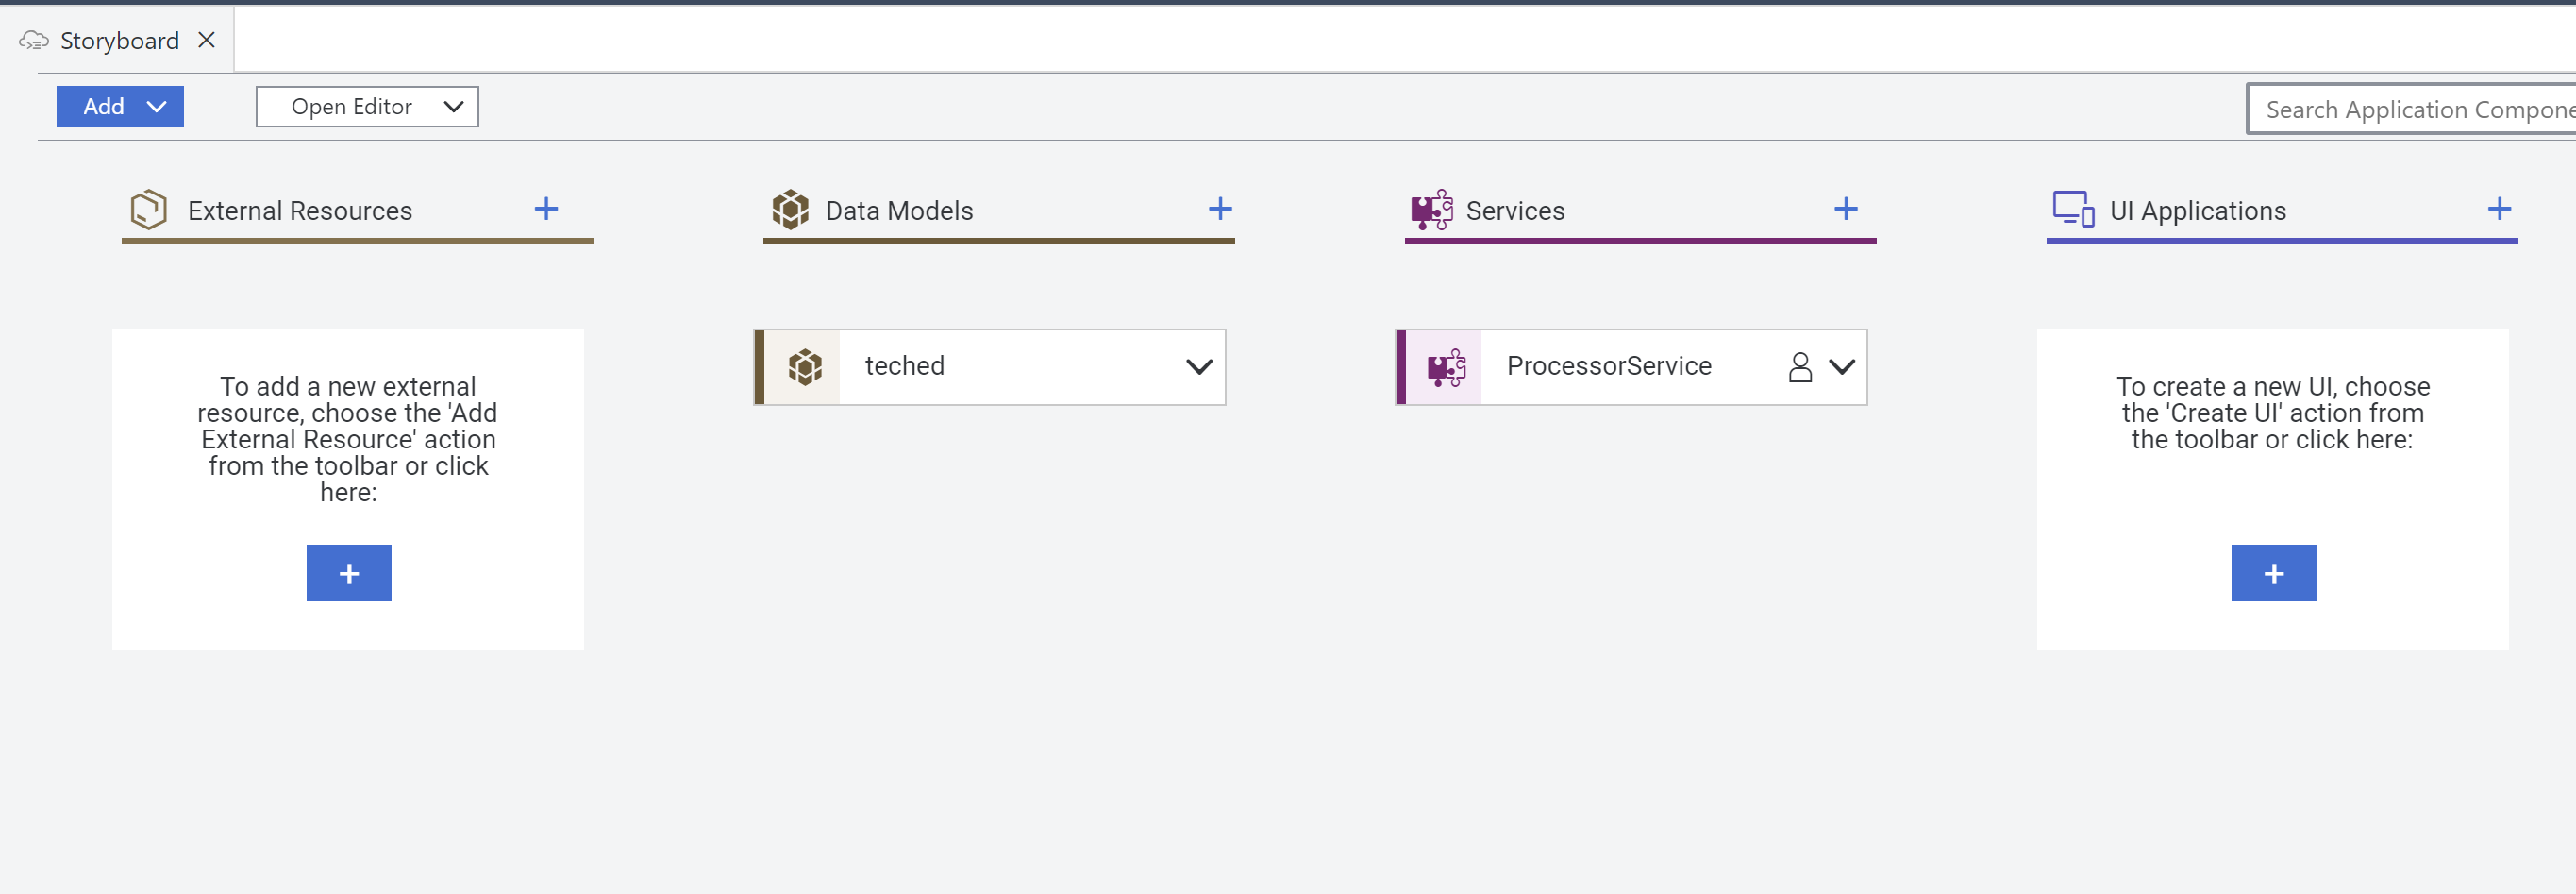 Storyboard
Add
Open Editor
Search Application Compone
External Resources
Data Models
Services
UI Applications
To add a new external
resource, choose the 'Add
External Resource' action
from the toolbar or click
here:
teched
ProcessorService
To create a new UI, choose
the 'Create UI' action from
the toolbar or click here: